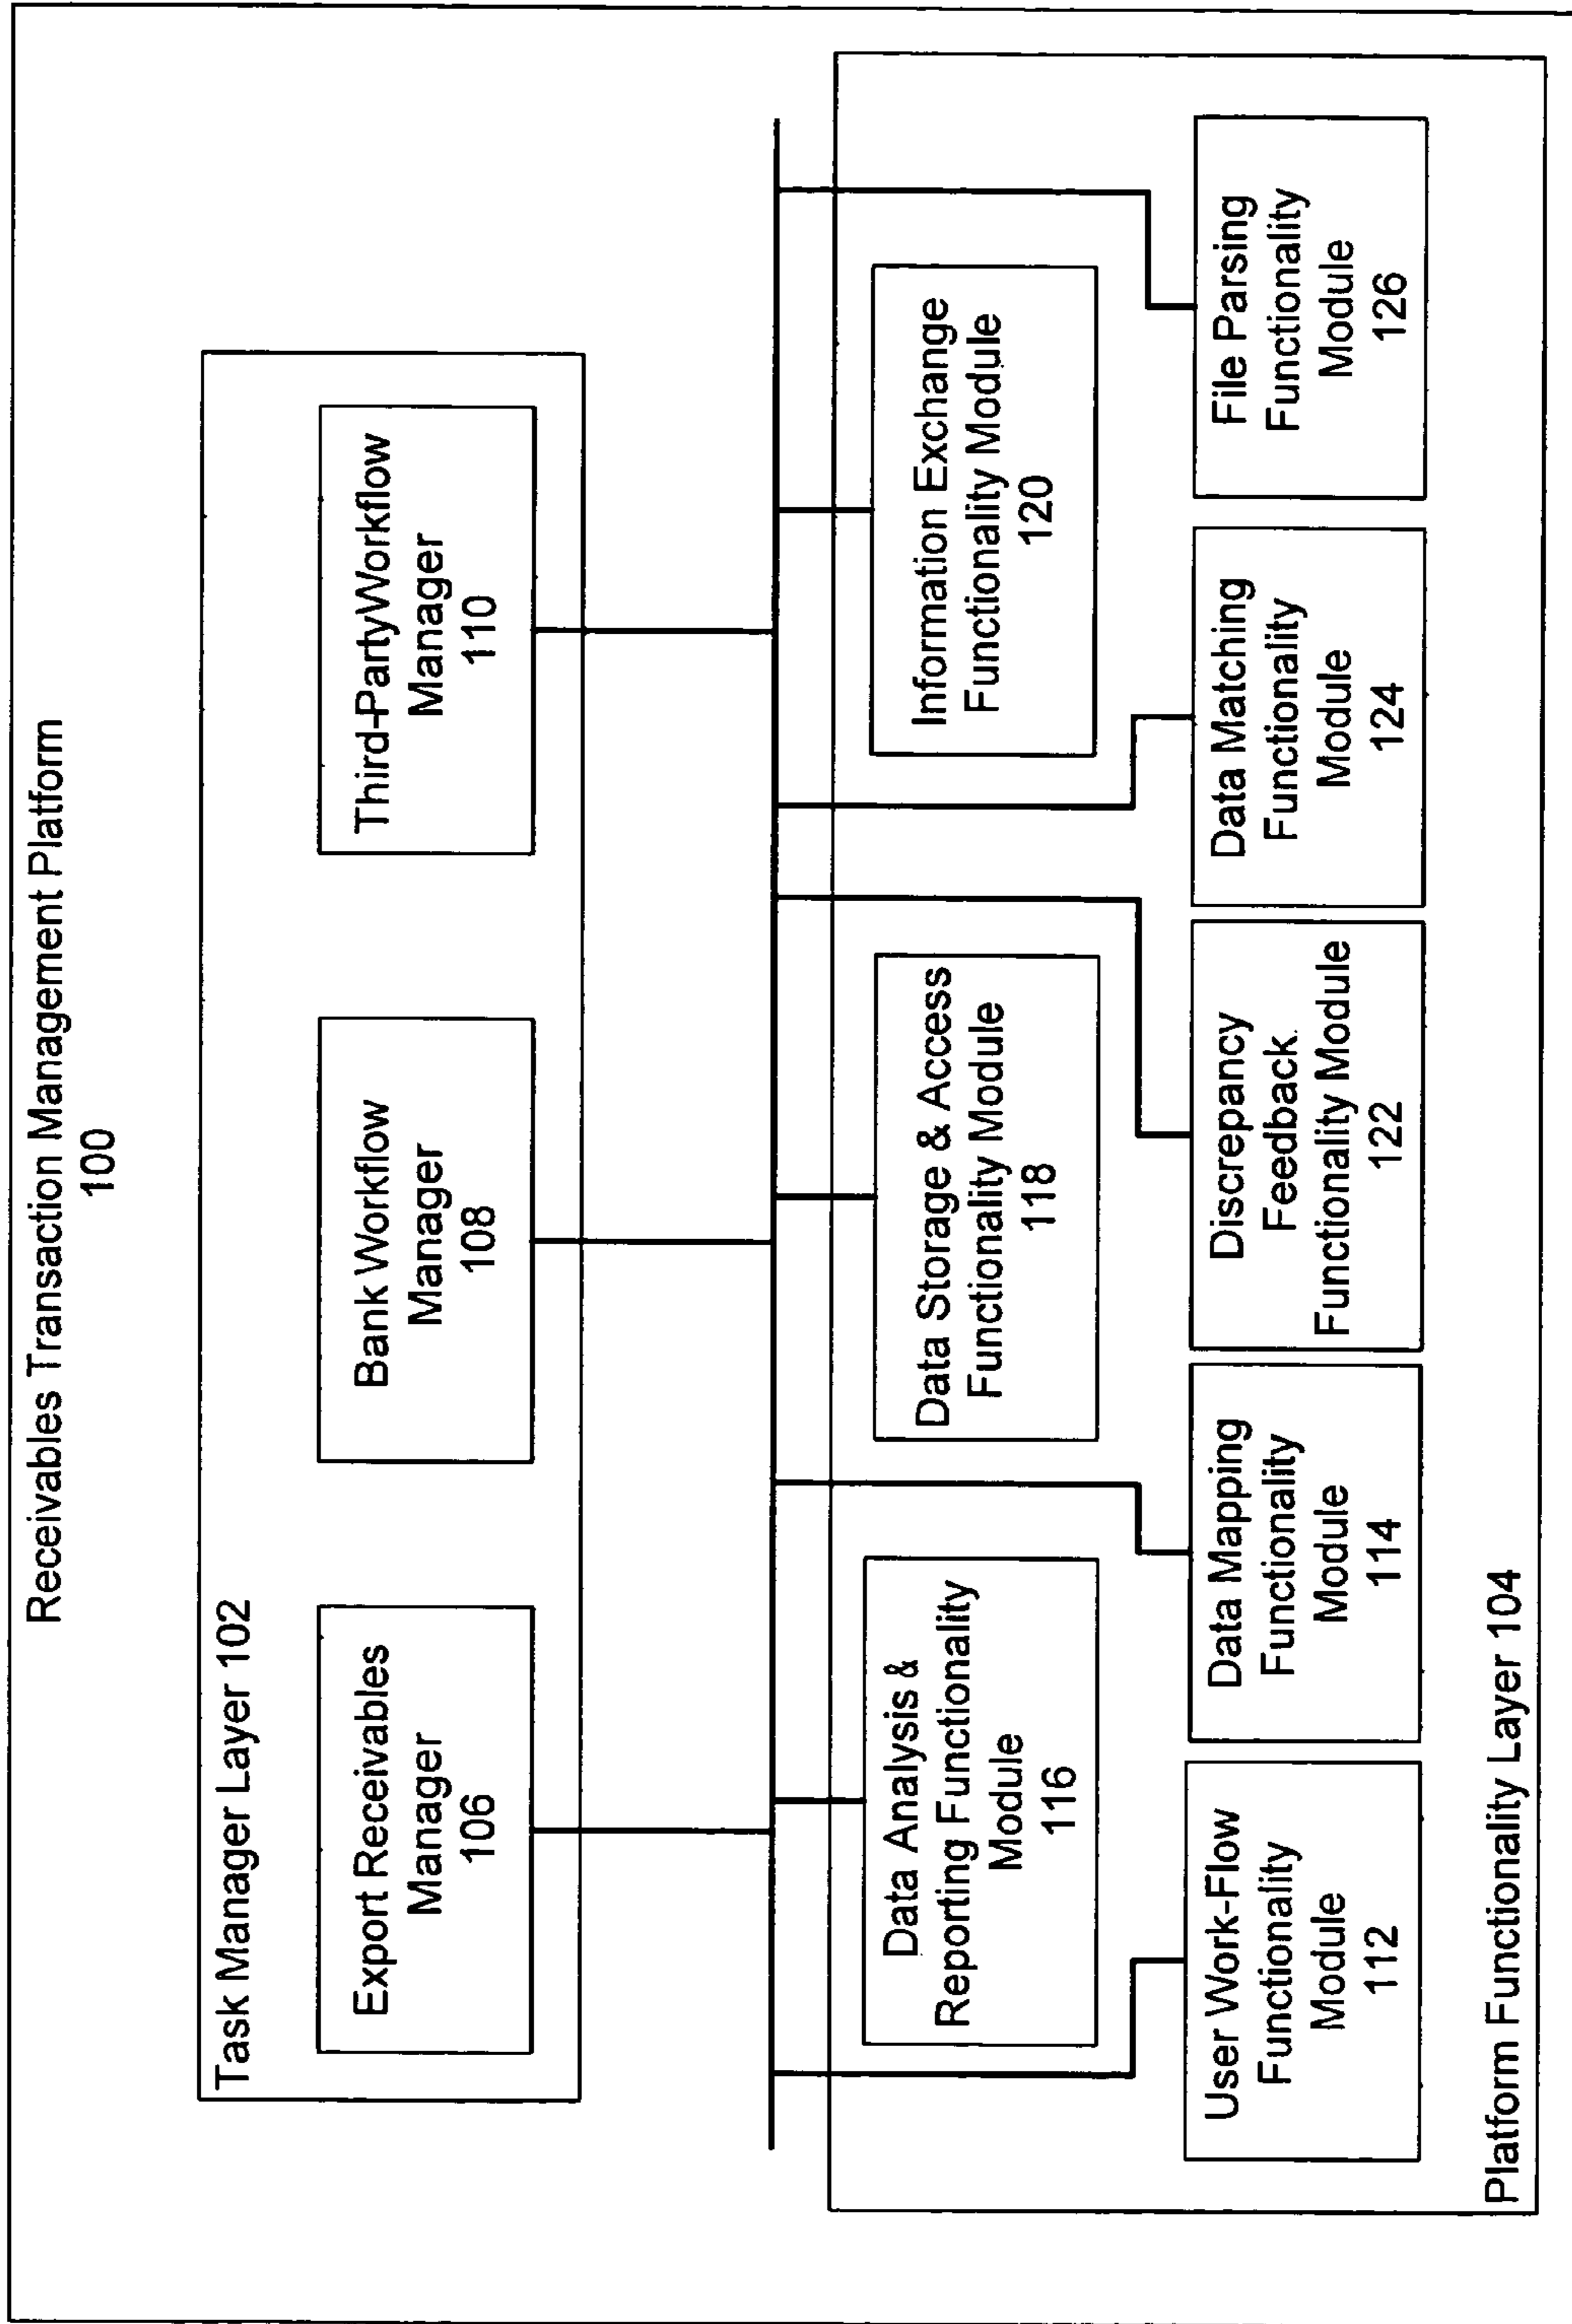 Receivables Transaction Management Platform
100
Task Manager Layer 102
Export Receivables
Manager
106
Bank Workflow
Manager
108
Third-PartyWorkflow
Manager
110
Data Analysis &
Reporting Functionality
Module
116
Data Storage & Access
Functionality Module
118
Information Exchange
Functionality Module
120
User Work-Flow
Functionality
Module
112
Data Mapping
Functionality
Module
114
Discrepancy
Feedback
Functionality Module
122
Data Matching
Functionality
Module
124
File Parsing
Functionality
Module
126
Platform Functionality Layer 104